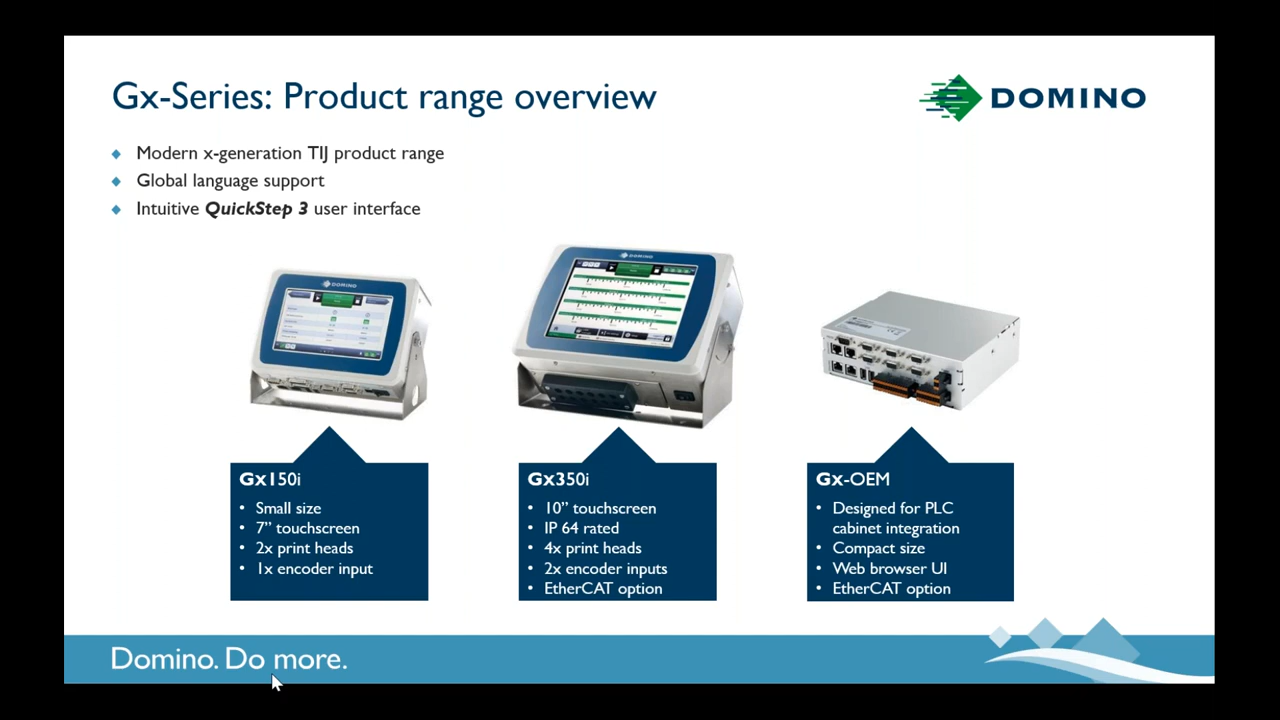 Gx-Series: Product range overview
DOMINO
Modern x-generation TIJ product range
Global language support
Intuitive QuickStep 3 user interface
DOMINO
DOMINO
Gx150i
• Small size
• 7” touchscreen
• 2x print heads
• 1x encoder input
Gx350i
• 10” touchscreen
• IP 64 rated
• 4x print heads
• 2x encoder inputs
• EtherCAT option
Gx-OEM
• Designed for PLC
cabinet integration
• Compact size
• Web browser UI
• EtherCAT option
Domino. Do more.